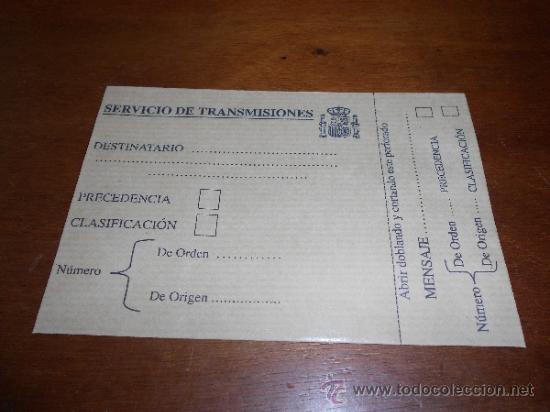 SERVICIO DE TRANSMISIONES
DESTINATARIO
PRECEDENCIA
CLASIFICACIÓN
Número
De Orden
De Origen
Abrir doblando y cortando este perforado
MENSAJE
PRECEDENCIA
CLASIFICACIÓN
Número
De Orden
De Origen
www.todocoleccion.net